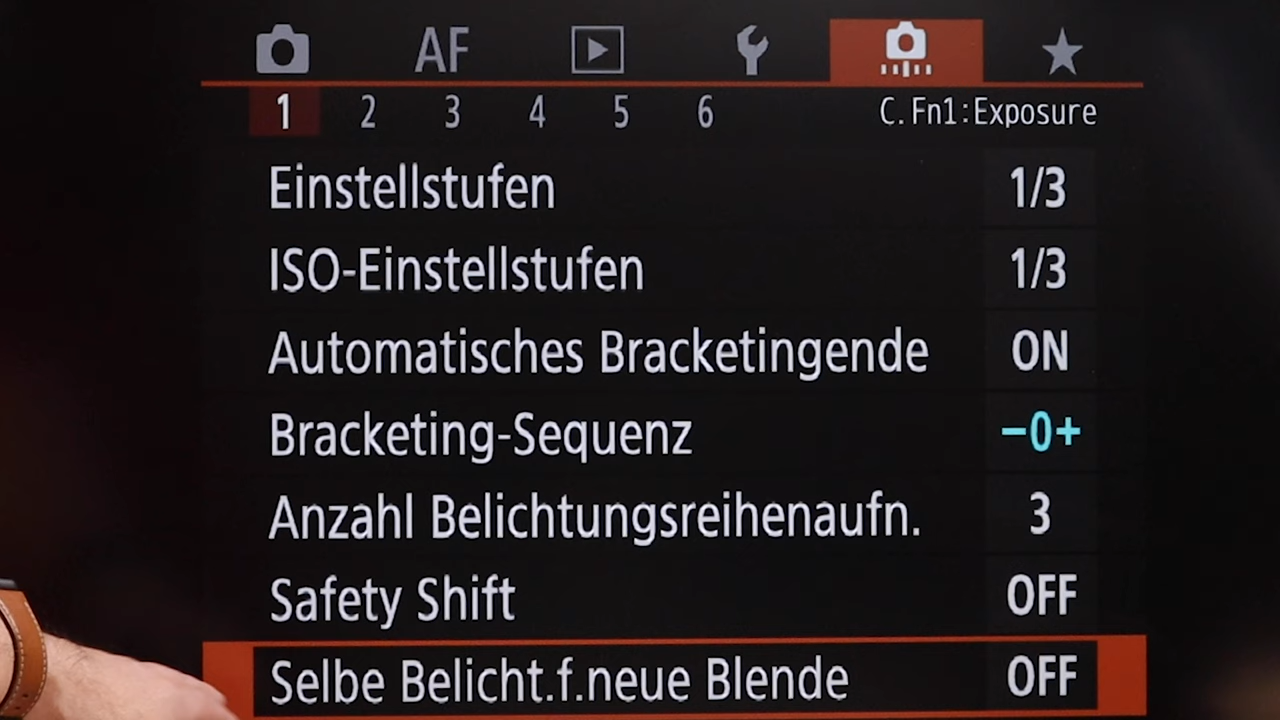 AF
1 2 3 4 5 6 C.Fn1:Exposure
Einstellstufen 1/3
ISO-Einstellstufen 1/3
Automatisches Bracketingende ON
Bracketing-Sequenz -0+
Anzahl Belichtungsreihenaufn. 3
Safety Shift OFF
Selbe Belicht.f.neue Blende OFF